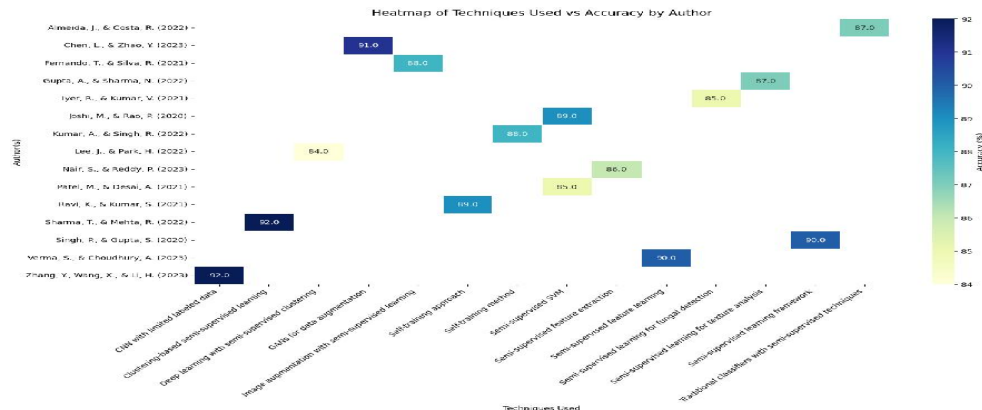 Heatmap of Techniques Used vs Accuracy by Author
Almeida, J., & Costa, R. (2022)
Chen, L., & Zhao, Y. (2023)
Fernando, T., & Silva, R. (2021)
Gupta, A., & Sharma, N. (2022)
Iyer, R., & Kumar, V. (2021)
Joshi, M., & Rao, P. (2020)
Kumar, A., & Singh, R. (2022)
Lee, J., & Park, H. (2022)
Nair, S., & Reddy, P. (2023)
Patel, M., & Desai, A. (2021)
Ravi, K., & Kumar, S. (2021)
Sharma, T., & Mehta, R. (2022)
Singh, P., & Gupta, S. (2020)
Verma, S., & Choudhury, A. (2023)
Zhang, Y., Wang, X., & Li, H. (2023)
Author(s)
87.0
91.0
88.0
87.0
85.0
89.0
88.0
84.0
86.0
85.0
89.0
92.0
90.0
90.0
92.0
CNN with limited labeled data
Clustering-based semi-supervised learning
Deep learning with semi-supervised clustering
GANs for data augmentation
Image augmentation with semi-supervised learning
Self-training approach
Self-training method
Semi-supervised SVM
Semi-supervised feature extraction
Semi-supervised feature learning
Semi-supervised learning for fungal detection
Semi-supervised learning for texture analysis
Semi-supervised learning framework
Traditional classifiers with semi-supervised techniques
Techniques Used
92
91
90
89
88
87
86
85
84
Accuracy (%)